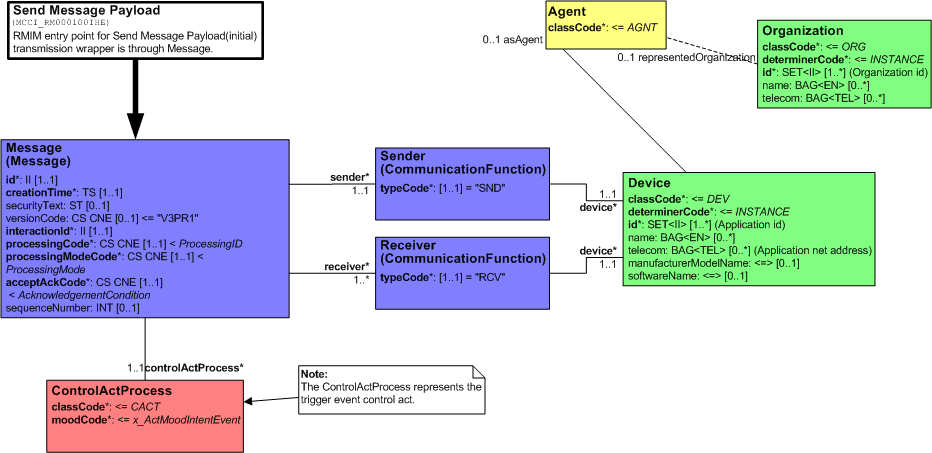 Send Message Payload
(MCCI_RM000100IHE)
RMIM entry point for Send Message Payload(initial)
transmission wrapper is through Message.
Agent
classCode*: <= AGNT
0..1 asAgent
0..1 representedOrganization
Organization
classCode*: <= ORG
determinerCode*: <= INSTANCE
id*: SET<II> [1..*] (Organization id)
name: BAG<EN> [0..*]
telecom: BAG<TEL> [0..*]
Message
(Message)
id*: II [1..1]
creationTime*: TS [1..1]
securityText: ST [0..1]
versionCode: CS CNE [0..1] <= "V3PR1"
interactionId*: II [1..1]
processingCode*: CS CNE [1..1] < ProcessingID
processingModeCode*: CS CNE [1..1] <
ProcessingMode
acceptAckCode*: CS CNE [1..1]
< AcknowledgementCondition
sequenceNumber: INT [0..1]
sender*
1..1
Sender
(CommunicationFunction)
typeCode*: [1..1] = "SND"
1..1
device*
receiver*
1..*
Receiver
(CommunicationFunction)
typeCode*: [1..1] = "RCV"
device*
1..1
Device
classCode*: <= DEV
determinerCode*: <= INSTANCE
id*: SET<II> [1..*] (Application id)
name: BAG<EN> [0..*]
telecom: BAG<TEL> [0..*] (Application net address)
manufacturerModelName: <=> [0..1]
softwareName: <=> [0..1]
1..1controlActProcess*
ControlActProcess
classCode*: <= CACT
moodCode*: <= x_ActMoodIntentEvent
Note:
The ControlActProcess represents the
trigger event control act.